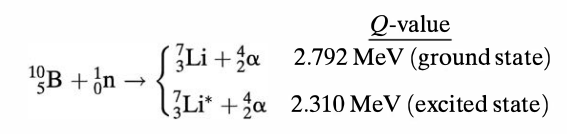 Q-value
¹⁰₅B + ¹₀n → { ⁷₃Li + ⁴₂α 2.792 MeV (ground state)
⁷₃Li* + ⁴₂α 2.310 MeV (excited state)